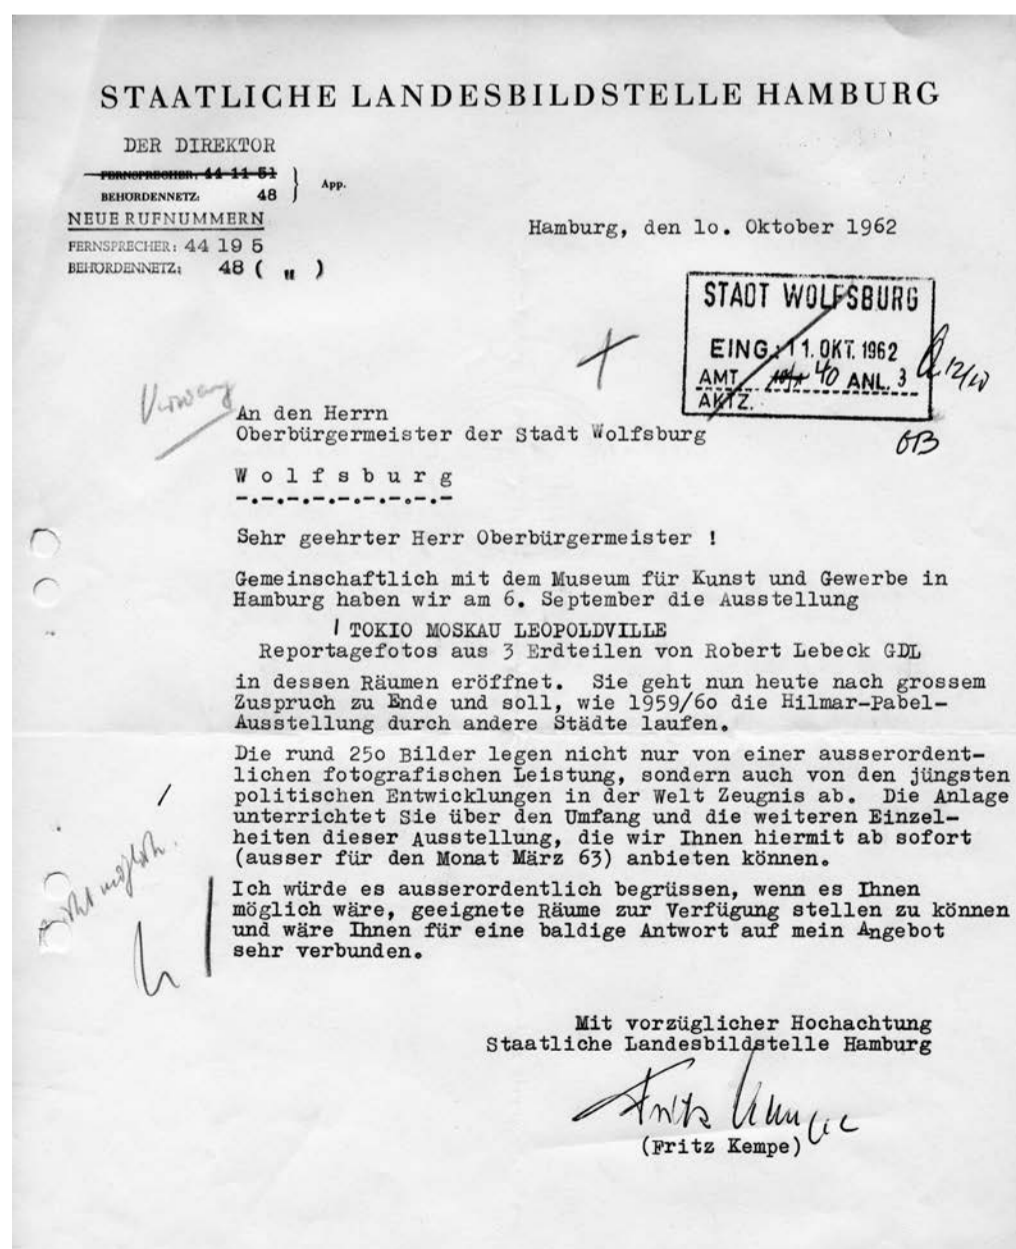 STAATLICHE LANDESBILDSTELLE HAMBURG
DER DIREKTOR
FERNSPRECHER: 44 11 51
BEHÖRDENNETZ: 48 } App.
NEUE RUFNUMMERN
FERNSPRECHER: 44 19 5
BEHÖRDENNETZ: 48 ( " )
Hamburg, den 1o. Oktober 1962
STADT WOLFSBURG
EING.: 11. OKT. 1962
AMT 40 ANL. 3
AKTZ.
12/10
OB
An den Herrn
Oberbürgermeister der Stadt Wolfsburg
W o l f s b u r g
-.-.-.-.-.-.-.-.-
Sehr geehrter Herr Oberbürgermeister !
Gemeinschaftlich mit dem Museum für Kunst und Gewerbe in
Hamburg haben wir am 6. September die Ausstellung
TOKIO MOSKAU LEOPOLDVILLE
Reportagefotos aus 3 Erdteilen von Robert Lebeck GDL
in dessen Räumen eröffnet. Sie geht nun heute nach grossem
Zuspruch zu Ende und soll, wie 1959/6o die Hilmar-Pabel-
Ausstellung durch andere Städte laufen.
Die rund 25o Bilder legen nicht nur von einer ausserordent-
lichen fotografischen Leistung, sondern auch von den jüngsten
politischen Entwicklungen in der Welt Zeugnis ab. Die Anlage
unterrichtet Sie über den Umfang und die weiteren Einzel-
heiten dieser Ausstellung, die wir Ihnen hiermit ab sofort
(ausser für den Monat März 63) anbieten können.
nicht möglich!
Ich würde es ausserordentlich begrüssen, wenn es Ihnen
möglich wäre, geeignete Räume zur Verfügung stellen zu können
und wäre Ihnen für eine baldige Antwort auf mein Angebot
sehr verbunden.
Mit vorzüglicher Hochachtung
Staatliche Landesbildstelle Hamburg
Fritz Kempe
(Fritz Kempe)